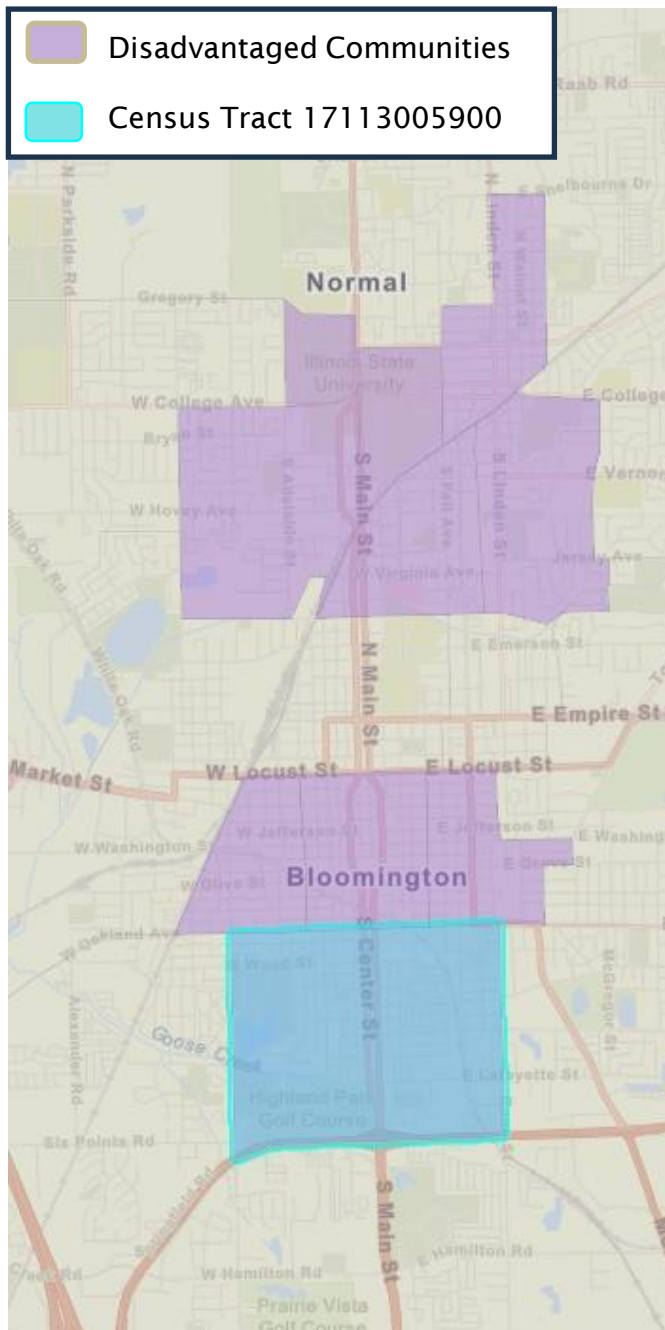 Disadvantaged Communities
Census Tract 17113005900
Raab Rd
N Parkside Rd
N Linden St
E Shelbourne Dr
N Walnut St
Normal
Gregory St
Illinois State
University
W College Ave
E College
Bryan St
S Main St
S Adelaide St
S Fell Ave
S Linden St
E Vernon
W Hovey Ave
White Oak Rd
Jersey Ave
W Virginia Ave
N Main St
E Emerson St
White Oak Rd
E Empire St
Market St
W Locust St
E Locust St
W Jefferson St
E Jefferson St
W Washington St
E Washing
E Grove St
W Olive St
Bloomington
W Oakland Ave
S Center St
W Wood St
McGregor St
Alexander Rd
Goose Creek
E Lafayette St
Highland Park
Golf Course
Six Points Rd
Springfield Rd
S Main St
E Hamilton Rd
W Hamilton Rd
Prairie Vista
Golf Course